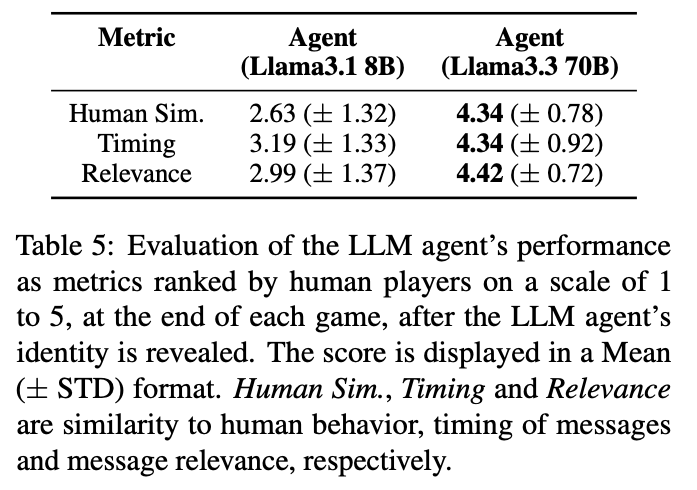 Metric Agent Agent
(Llama3.1 8B) (Llama3.3 70B)
Human Sim. 2.63 (± 1.32) 4.34 (± 0.78)
Timing 3.19 (± 1.33) 4.34 (± 0.92)
Relevance 2.99 (± 1.37) 4.42 (± 0.72)
Table 5: Evaluation of the LLM agent's performance
as metrics ranked by human players on a scale of 1
to 5, at the end of each game, after the LLM agent's
identity is revealed. The score is displayed in a Mean
(± STD) format. Human Sim., Timing and Relevance
are similarity to human behavior, timing of messages
and message relevance, respectively.